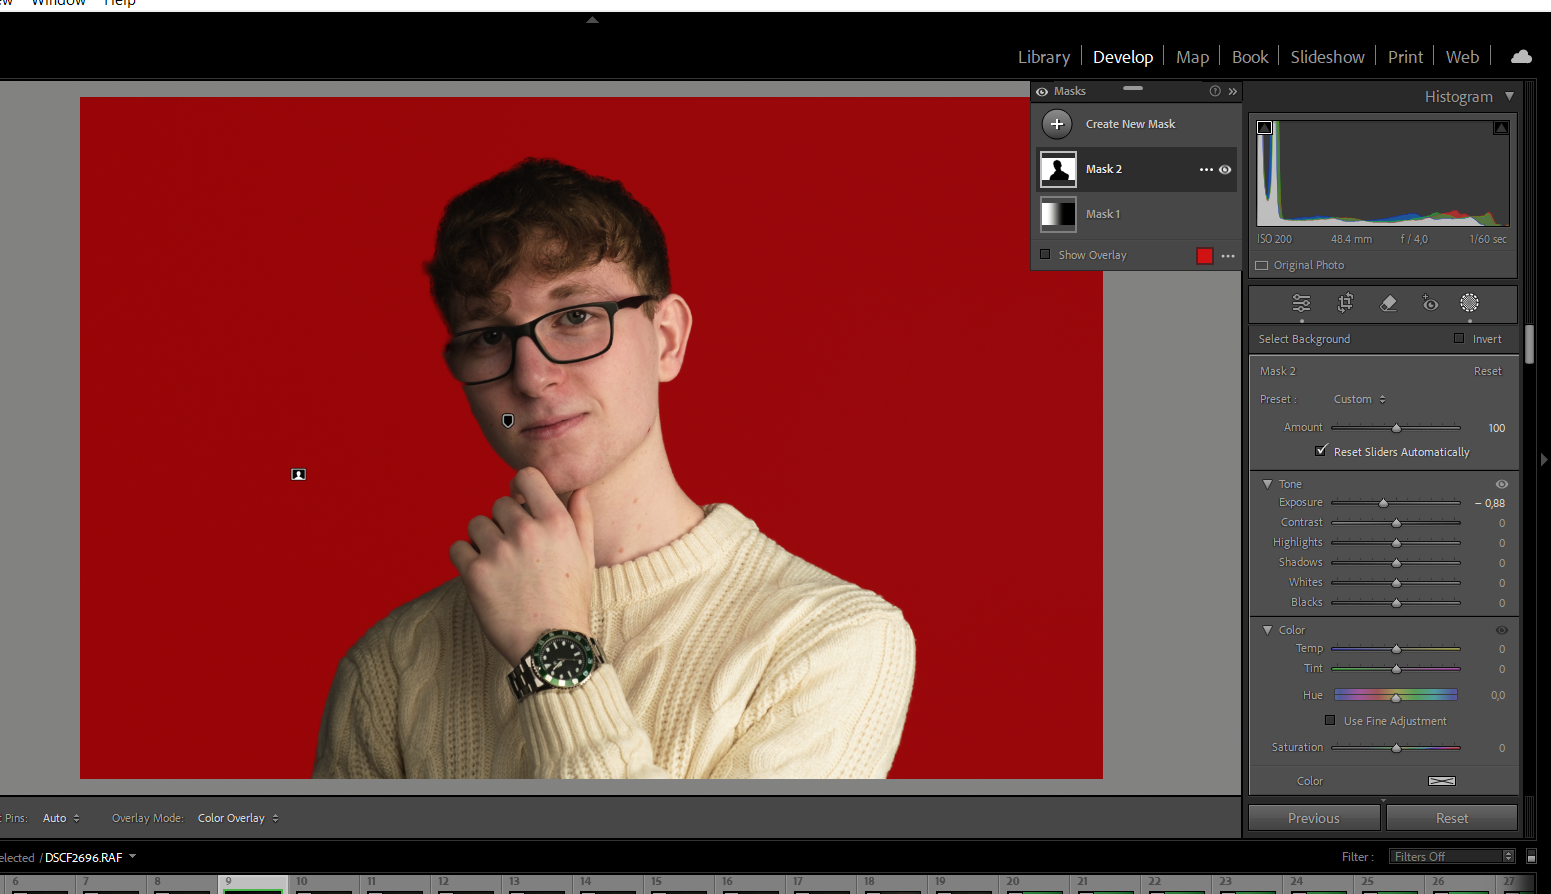 Window Help
Library Develop Map Book Slideshow Print Web
Masks
Create New Mask
Mask 2
Mask 1
Show Overlay
Histogram
ISO 200 48.4 mm f / 4,0 1/60 sec
Original Photo
Select Background Invert
Mask 2 Reset
Preset : Custom
Amount 100
Reset Sliders Automatically
Tone
Exposure – 0,88
Contrast 0
Highlights 0
Shadows 0
Whites 0
Blacks 0
Color
Temp 0
Tint 0
Hue 0,0
Use Fine Adjustment
Saturation 0
Color
Previous Reset
Pins: Auto Overlay Mode: Color Overlay
elected / DSCF2696.RAF Filter : Filters Off
6 7 8 9 10 11 12 13 14 15 16 17 18 19 20 21 22 23 24 25 26 27